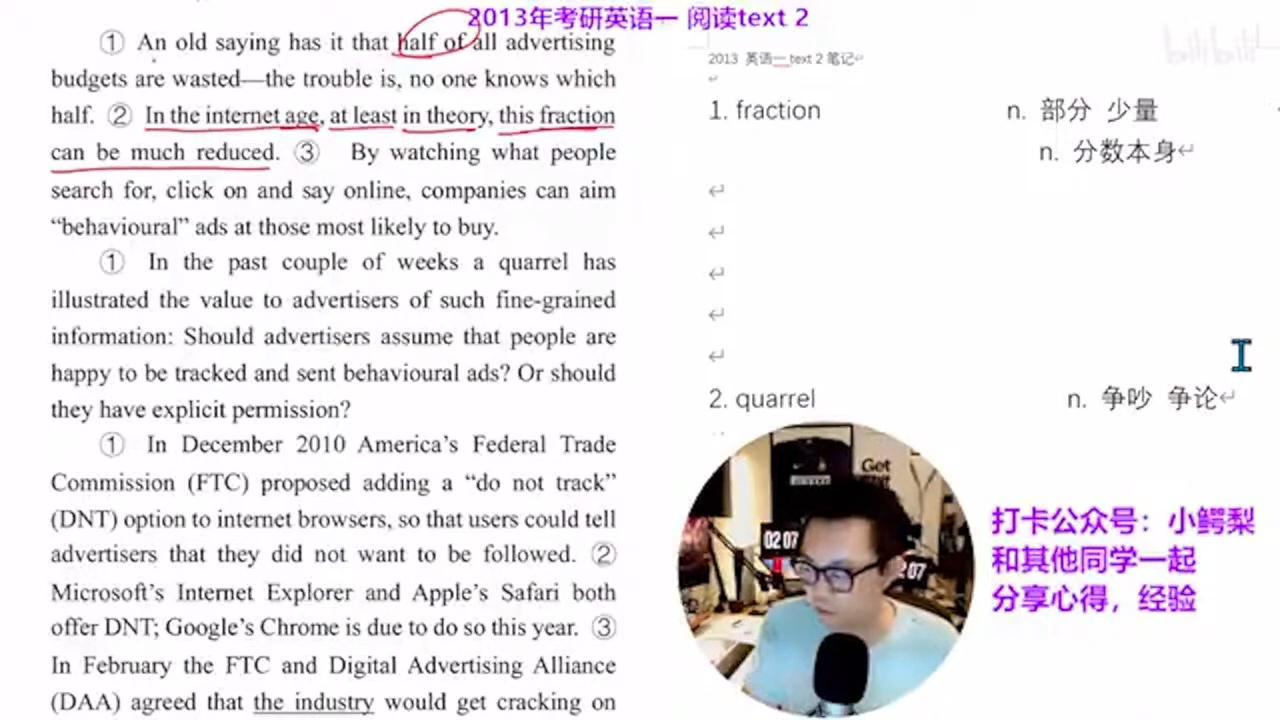 2013年考研英语一 阅读text 2
① An old saying has it that half of all advertising
budgets are wasted—the trouble is, no one knows which
half. ② In the internet age, at least in theory, this fraction
can be much reduced. ③ By watching what people
search for, click on and say online, companies can aim
“behavioural” ads at those most likely to buy.
① In the past couple of weeks a quarrel has
illustrated the value to advertisers of such fine-grained
information: Should advertisers assume that people are
happy to be tracked and sent behavioural ads? Or should
they have explicit permission?
① In December 2010 America’s Federal Trade
Commission (FTC) proposed adding a “do not track”
(DNT) option to internet browsers, so that users could tell
advertisers that they did not want to be followed. ②
Microsoft’s Internet Explorer and Apple’s Safari both
offer DNT; Google’s Chrome is due to do so this year. ③
In February the FTC and Digital Advertising Alliance
(DAA) agreed that the industry would get cracking on
bilibili
2013 英语一 text 2 笔记
1. fraction n. 部分 少量
n. 分数本身
2. quarrel n. 争吵 争论
Get
02 07
07
打卡公众号：小鳄梨
和其他同学一起
分享心得，经验